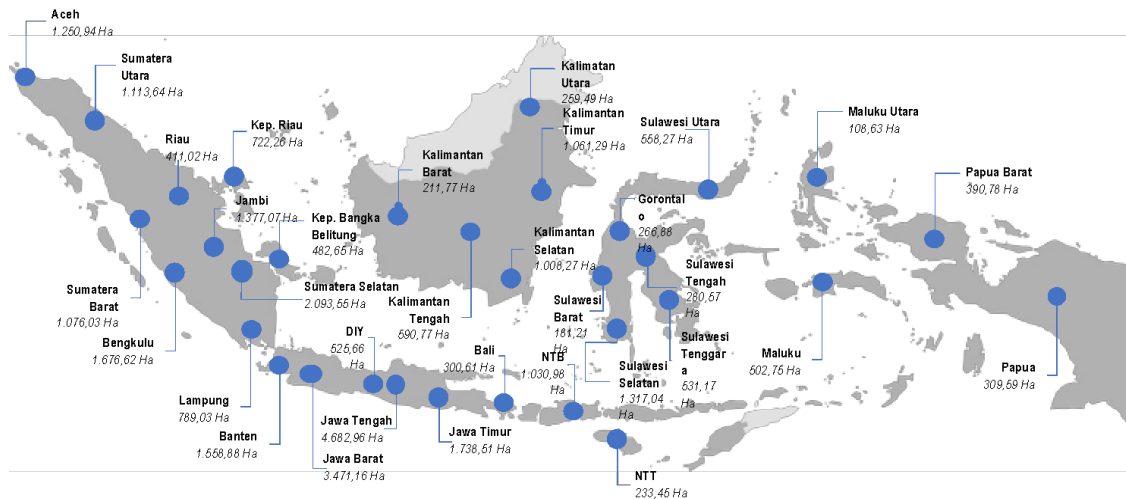 Aceh
1.250,94 Ha
Sumatera
Utara
1.113,64 Ha
Riau
411,02 Ha
Kep. Riau
722,26 Ha
Jambi
1.377,07 Ha
Kep. Bangka
Belitung
482,65 Ha
Sumatera Selatan
2.093,55 Ha
Sumatera
Barat
1.076,03 Ha
Bengkulu
1.676,62 Ha
Lampung
789,03 Ha
Banten
1.558,88 Ha
Jawa Barat
3.471,16 Ha
DIY
525,66
Ha
Jawa Tengah
4.682,96 Ha
Jawa Timur
1.738,51 Ha
Bali
300,61 Ha
NTB
1.030,98
Ha
NTT
233,45 Ha
Kalimantan
Barat
211,77 Ha
Kalimantan
Tengah
590,77 Ha
Kalimantan
Selatan
1.008,27 Ha
Kalimatan
Utara
259,49 Ha
Kalimantan
Timur
1.061,29 Ha
Sulawesi Utara
558,27 Ha
Gorontal
o
266,88
Ha
Sulawesi
Tengah
280,57
Ha
Sulawesi
Barat
181,21
Ha
Sulawesi
Selatan
1.317,04
Ha
Sulawesi
Tenggar
a
531,17
Ha
Maluku Utara
108,63 Ha
Maluku
502,75 Ha
Papua Barat
390,78 Ha
Papua
309,59 Ha